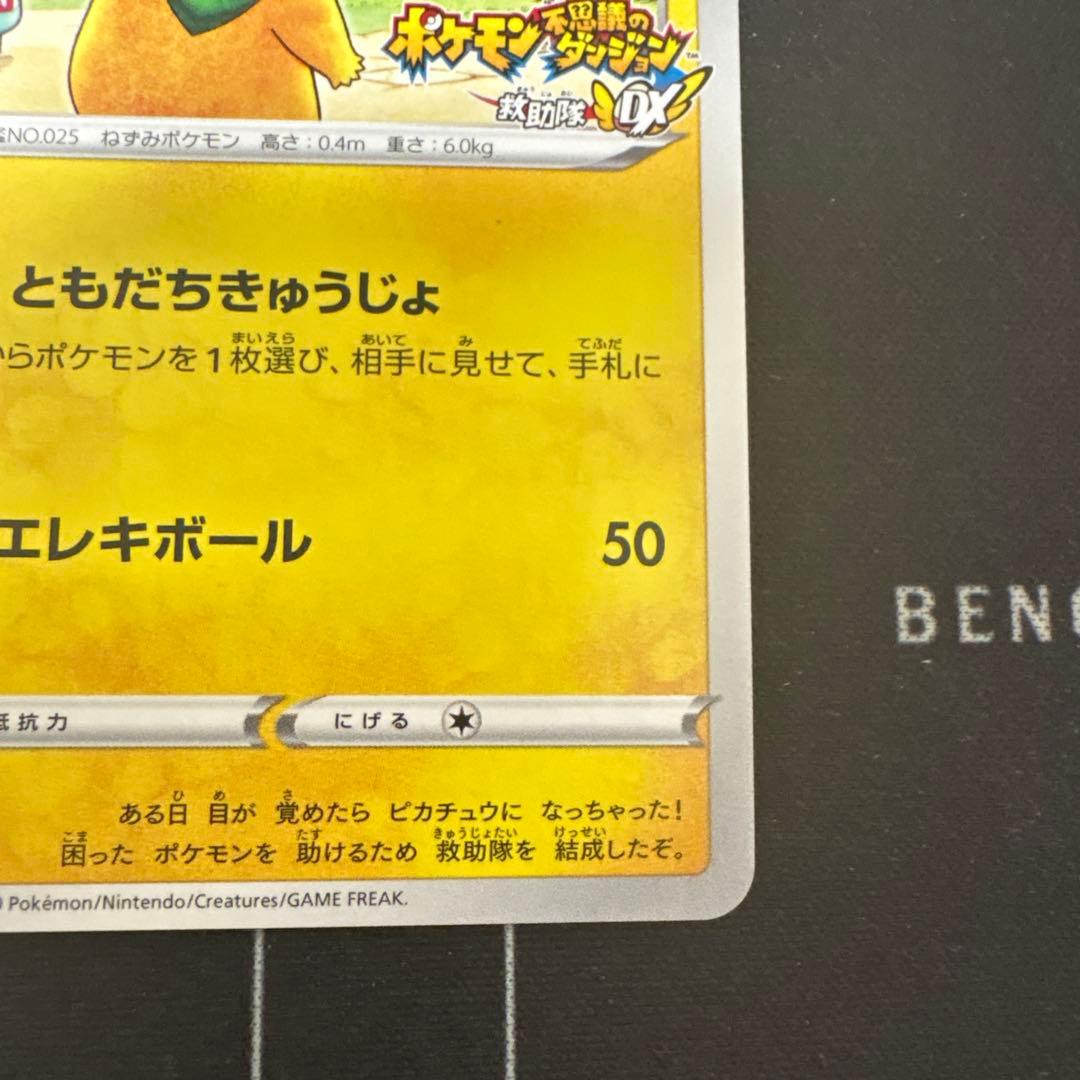 ポケモン不思議のダンジョン™
救助隊DX
NO.025 ねずみポケモン 高さ:0.4m 重さ:6.0kg
ともだちきゅうじょ
からポケモンを1枚選び、相手に見せて、手札に
エレキボール 50
抵抗力 にげる
ある日 目が 覚めたら ピカチュウに なっちゃった!
困った ポケモンを 助けるため 救助隊を 結成したぞ。
Pokémon/Nintendo/Creatures/GAME FREAK.
BEN